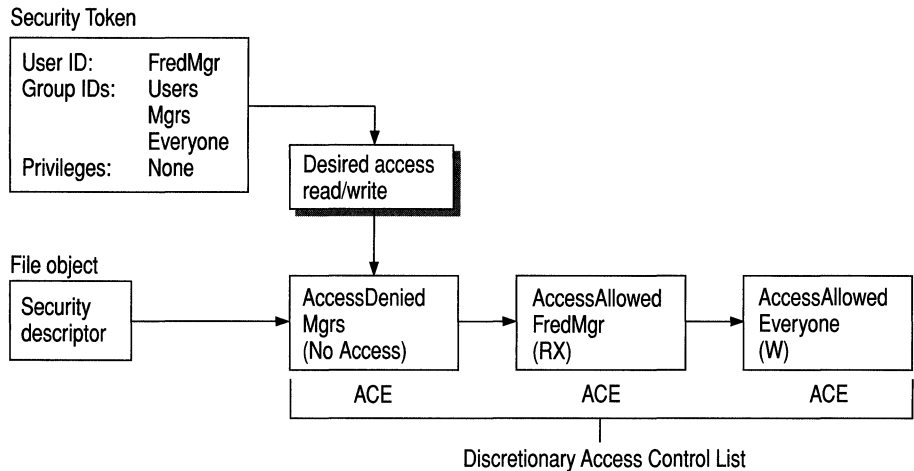 Security Token
User ID: FredMgr
Group IDs: Users
Mgrs
Everyone
Privileges: None
Desired access
read/write
File object
Security
descriptor
AccessDenied
Mgrs
(No Access)
AccessAllowed
FredMgr
(RX)
AccessAllowed
Everyone
(W)
ACE
ACE
ACE
Discretionary Access Control List